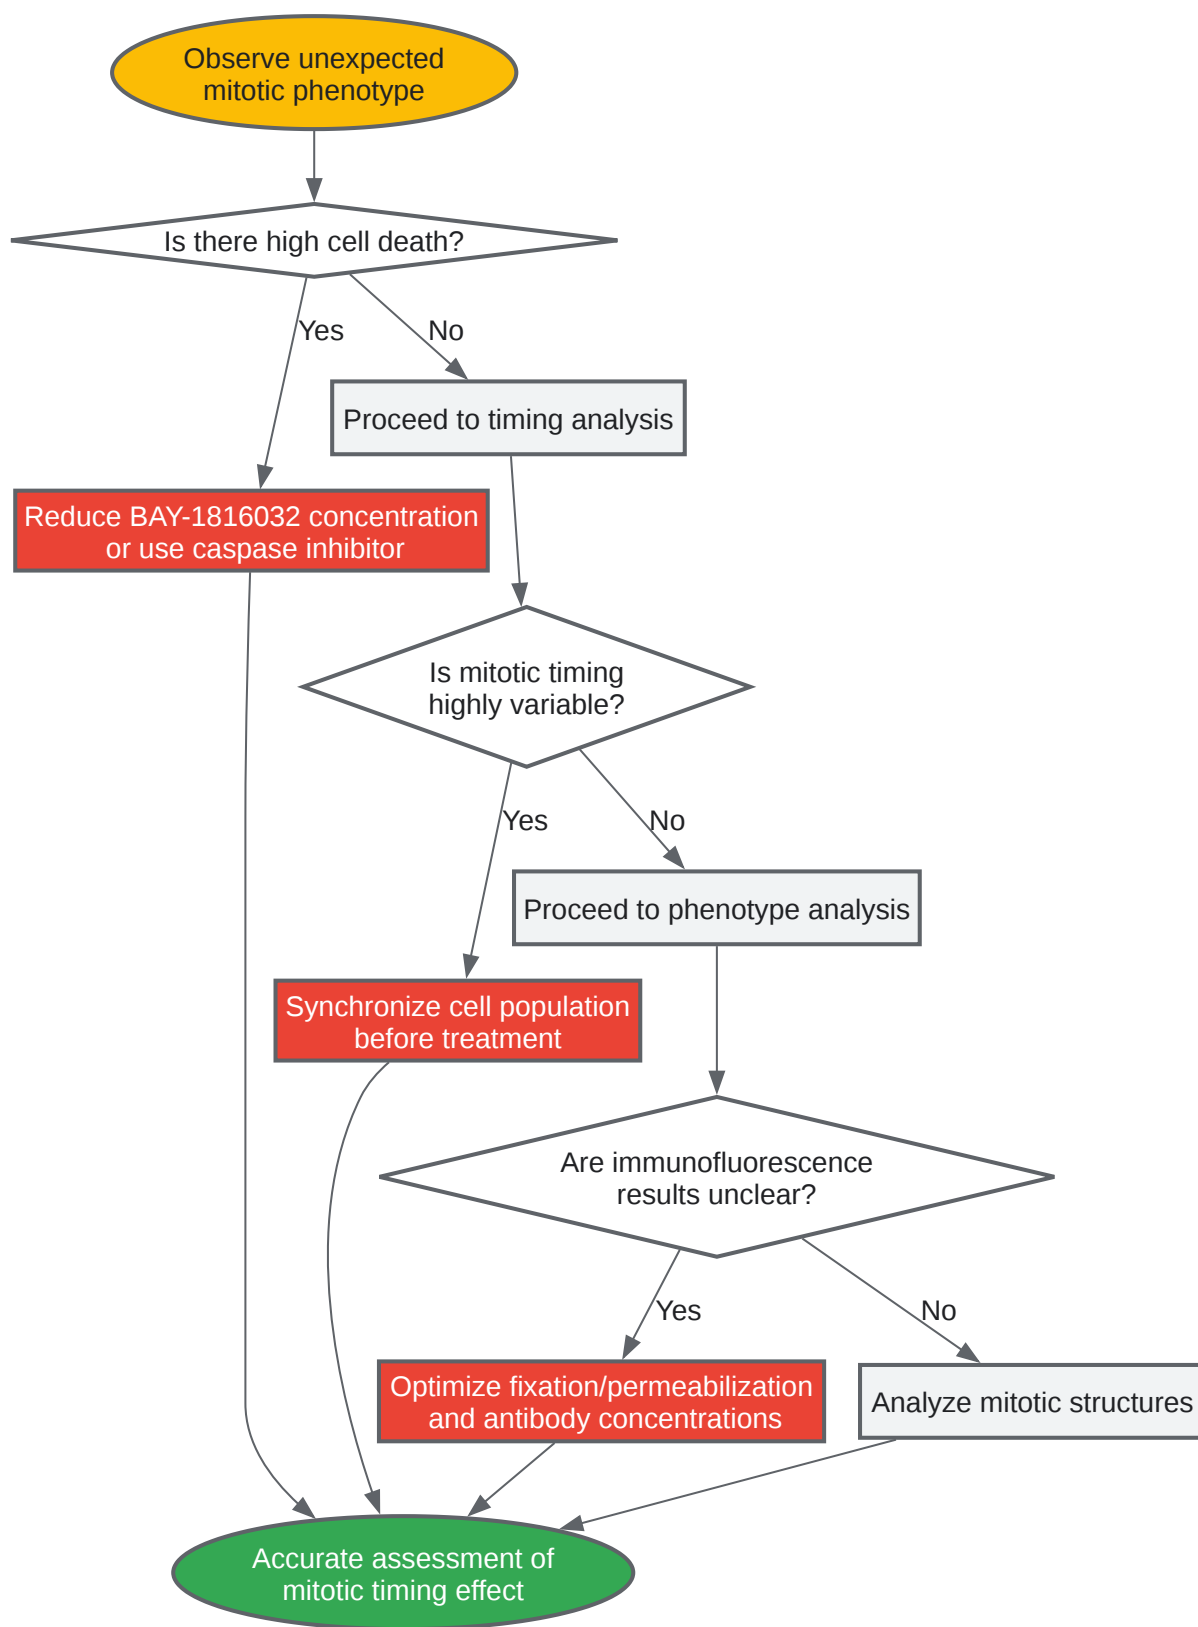 Observe unexpected
mitotic phenotype
Is there high cell death?
Yes
No
Proceed to timing analysis
Reduce BAY-1816032 concentration
or use caspase inhibitor
Is mitotic timing
highly variable?
Yes
No
Proceed to phenotype analysis
Synchronize cell population
before treatment
Are immunofluorescence
results unclear?
Yes
No
Optimize fixation/permeabilization
and antibody concentrations
Analyze mitotic structures
Accurate assessment of
mitotic timing effect